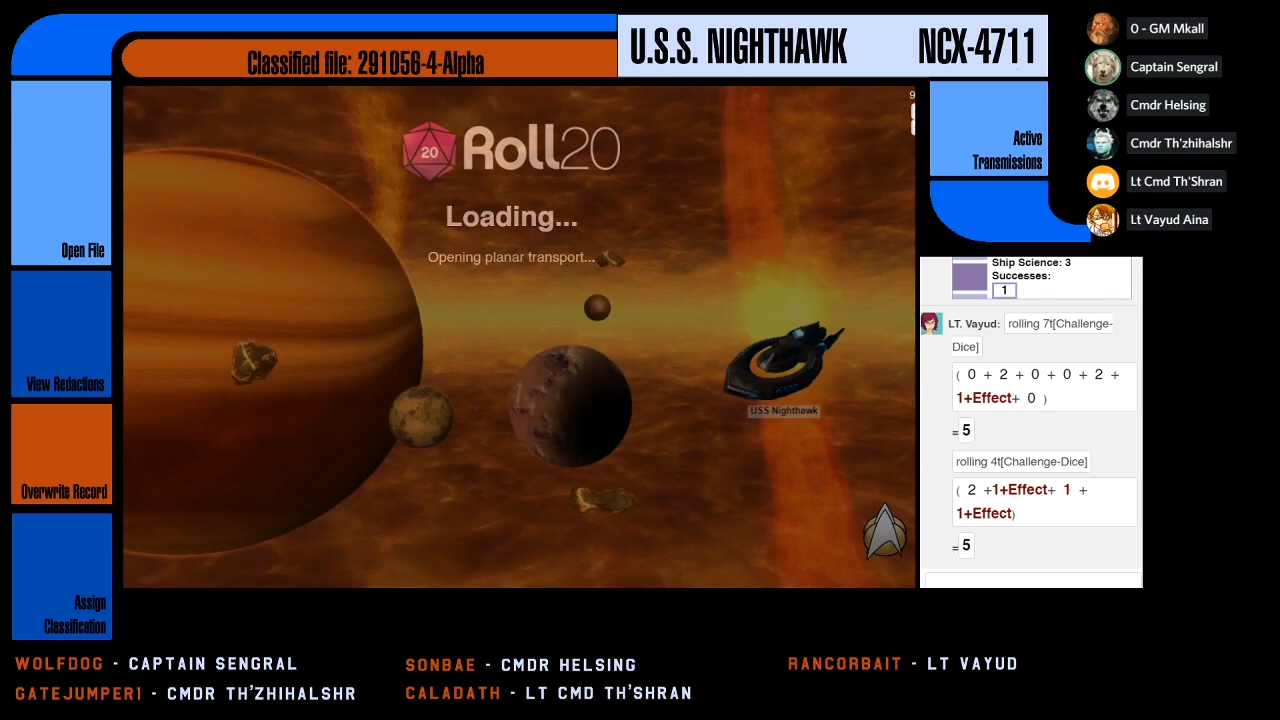 Classified file: 291056-4-Alpha
U.S.S. NIGHTHAWK NCX-4711
0 - GM Mkall
Captain Sengral
Cmdr Helsing
Cmdr Th'zhihalshr
Lt Cmd Th'Shran
Lt Vayud Aina
Active
Transmissions
Open File
View Redactions
Overwrite Record
Assign
Classification
9
20
Roll20
Loading...
Opening planar transport...
USS Nighthawk
Ship Science: 3
Successes:
1
LT. Vayud: rolling 7t[Challenge-
Dice]
( 0 + 2 + 0 + 0 + 2 +
1+Effect+ 0 )
=5
rolling 4t[Challenge-Dice]
( 2 +1+Effect+ 1 +
1+Effect)
=5
WOLFDOG - CAPTAIN SENGRAL
SONBAE - CMDR HELSING
RANCORBAIT - LT VAYUD
GATEJUMPER1 - CMDR TH'ZHIHALSHR
CALADATH - LT CMD TH'SHRAN